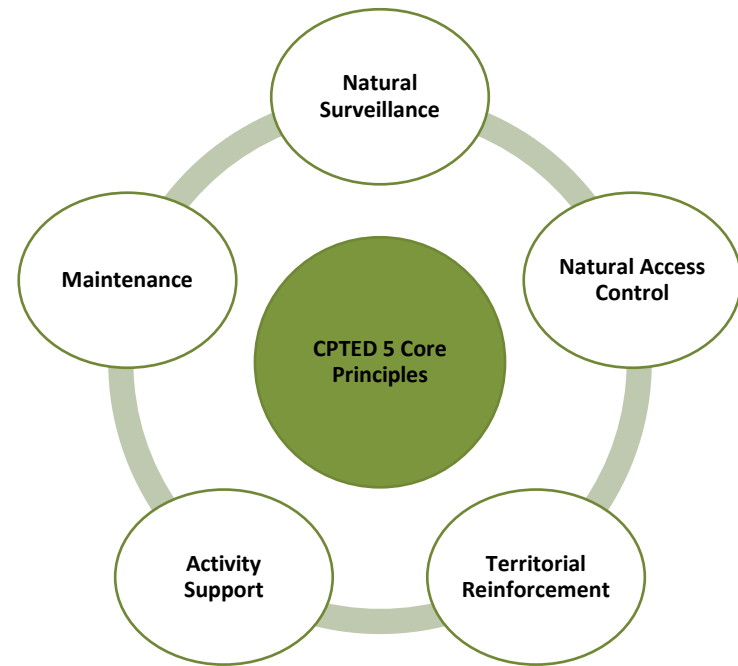 Natural
Surveillance
Natural Access
Control
Territorial
Reinforcement
Activity
Support
Maintenance
CPTED 5 Core
Principles